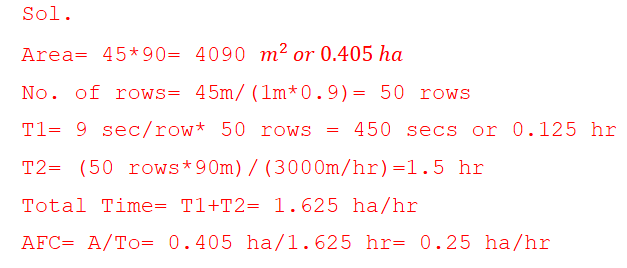 Sol.
Area= 45*90= 4090 m² or 0.405 ha
No. of rows= 45m/(1m*0.9)= 50 rows
T1= 9 sec/row* 50 rows = 450 secs or 0.125 hr
T2= (50 rows*90m)/(3000m/hr)=1.5 hr
Total Time= T1+T2= 1.625 ha/hr
AFC= A/To= 0.405 ha/1.625 hr= 0.25 ha/hr